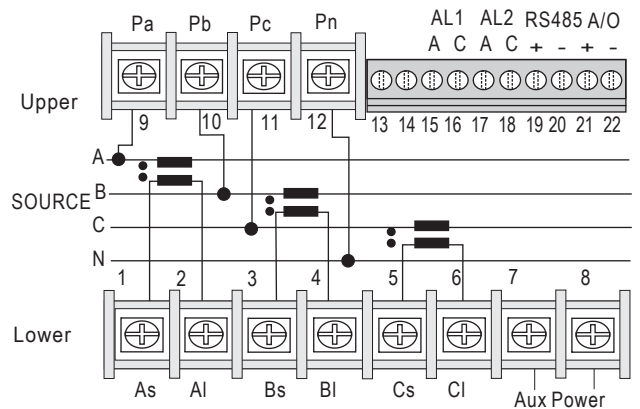 AL1 AL2 RS485 A/O
Pa Pb Pc Pn A C A C + - + -
Upper
9 10 11 12 13 14 15 16 17 18 19 20 21 22
A
B
SOURCE
C
N
1 2 3 4 5 6 7 8
Lower
As Al Bs Bl Cs Cl
Aux Power